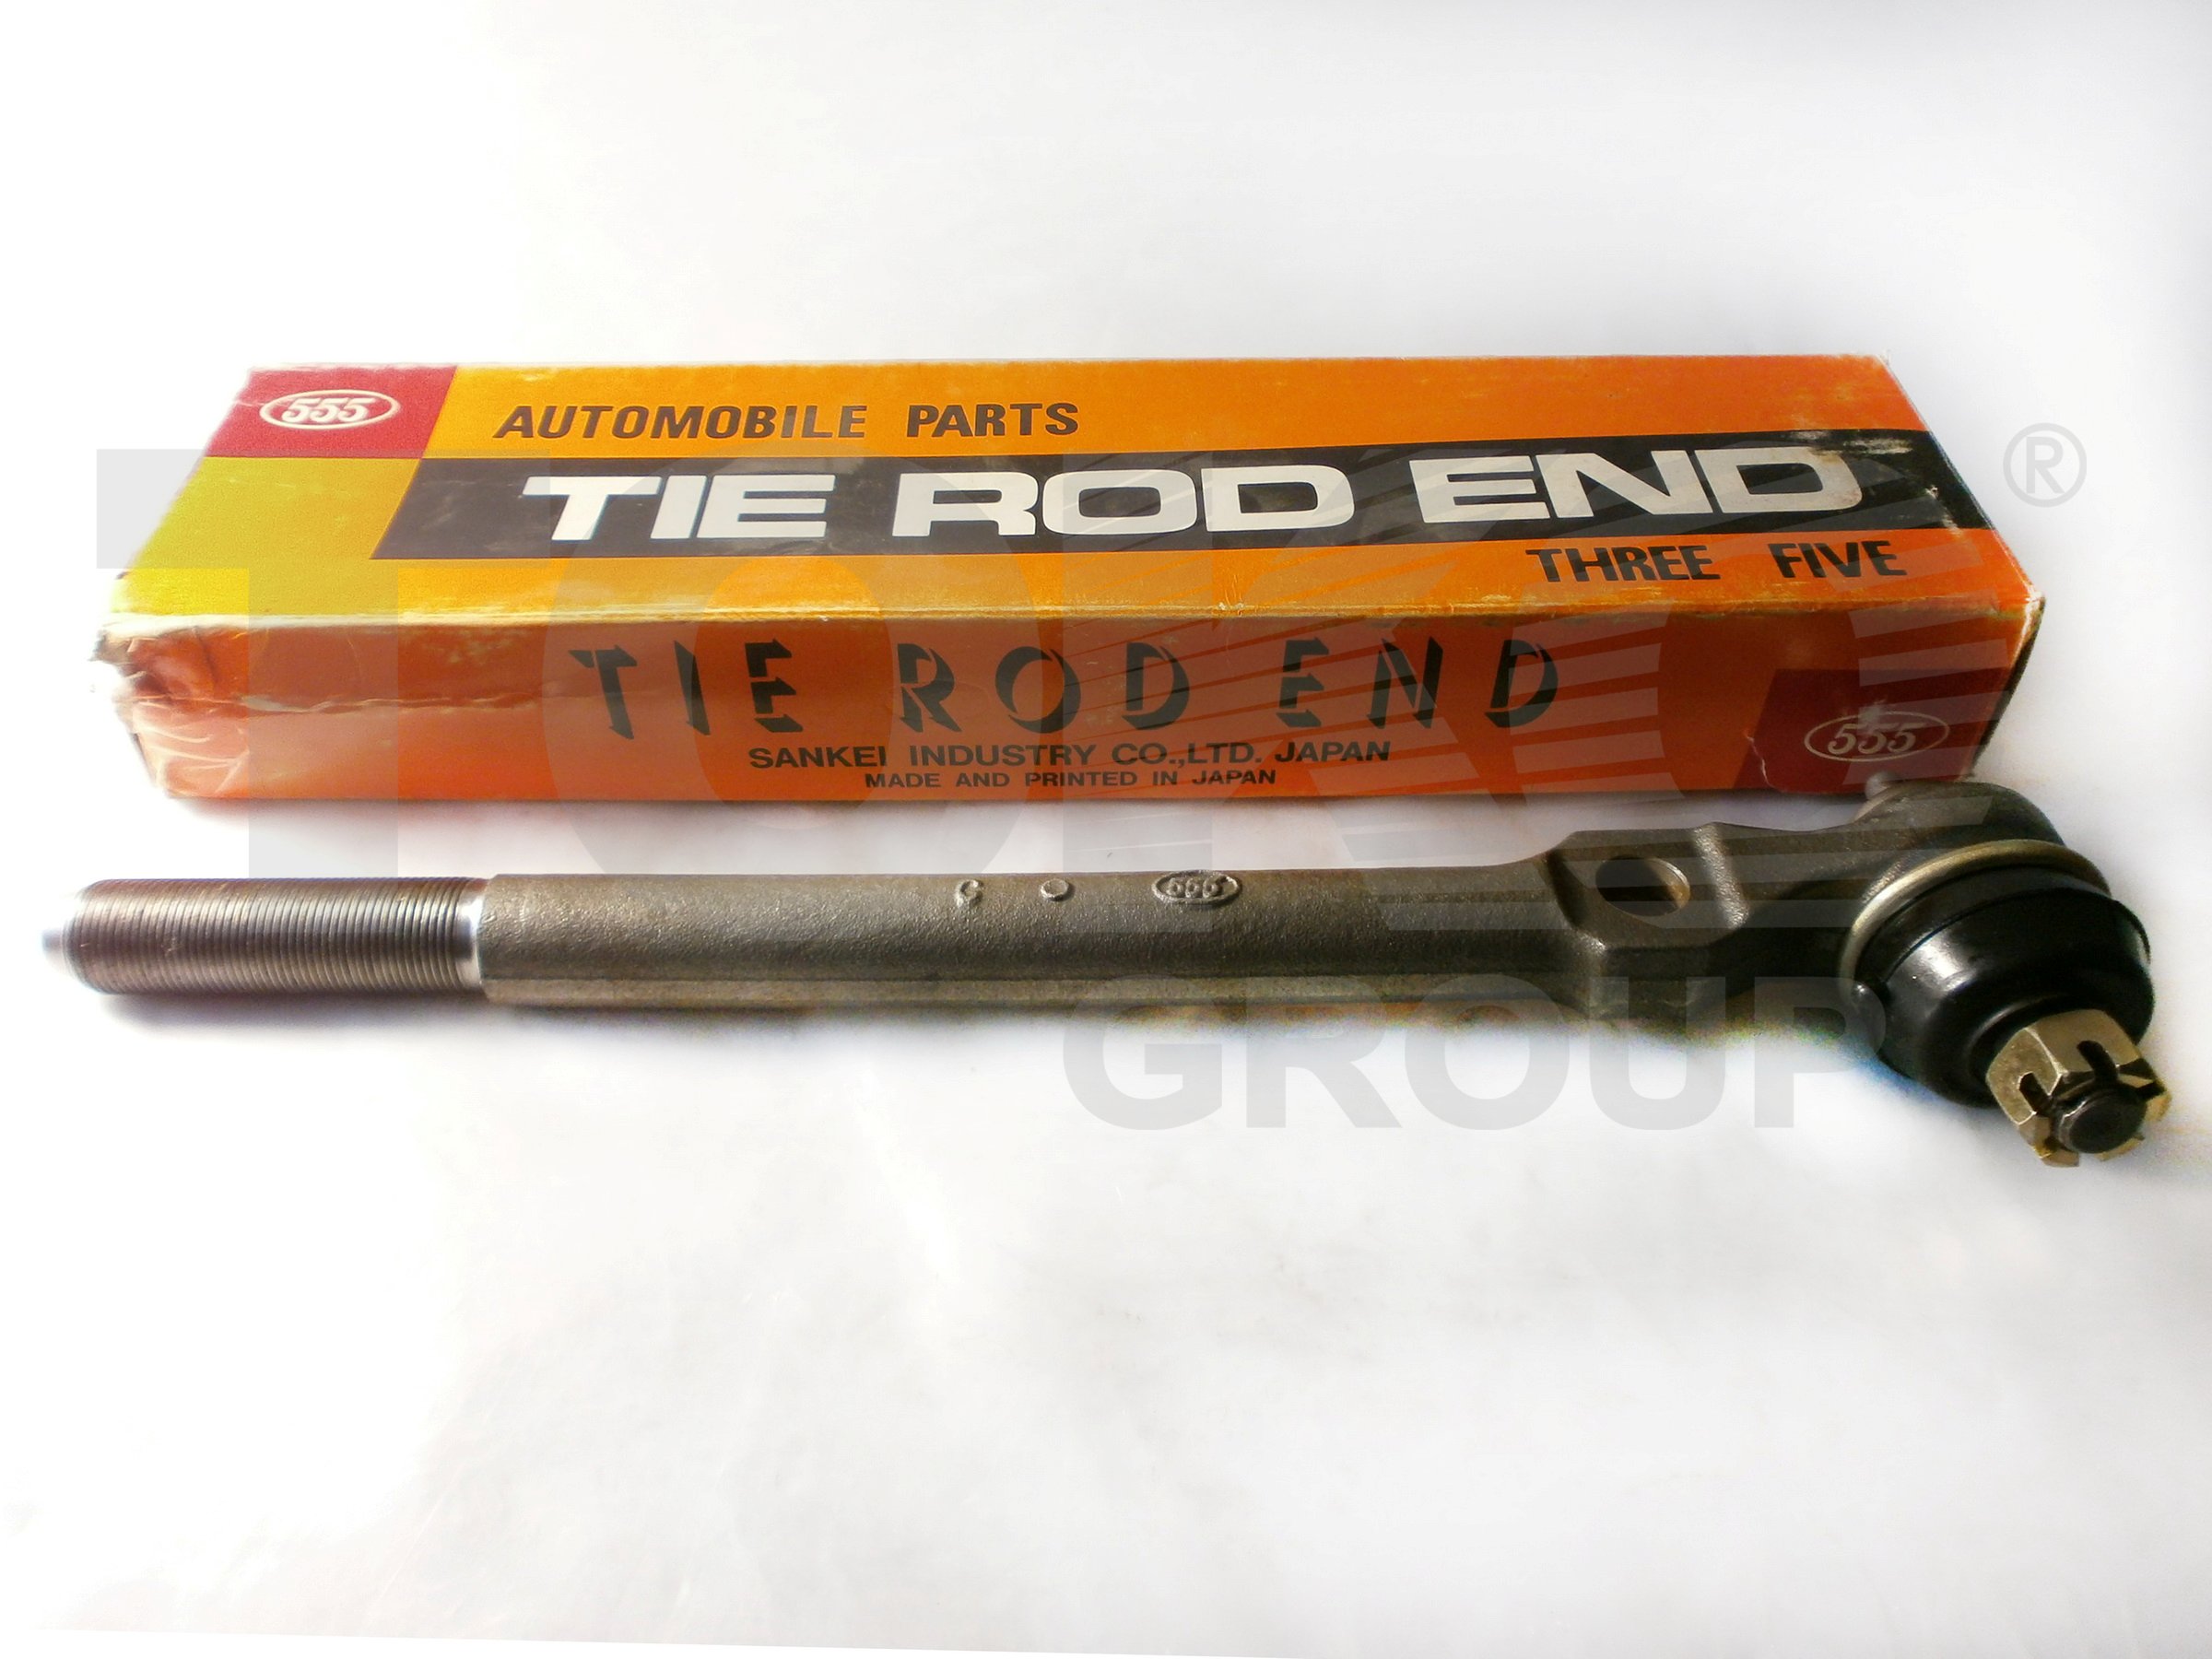 555
AUTOMOBILE PARTS
TIE ROD END
THREE FIVE
TIE ROD END
SANKEI INDUSTRY CO.,LTD. JAPAN
MADE AND PRINTED IN JAPAN
555
G O 555
TOKO ®
GROUP